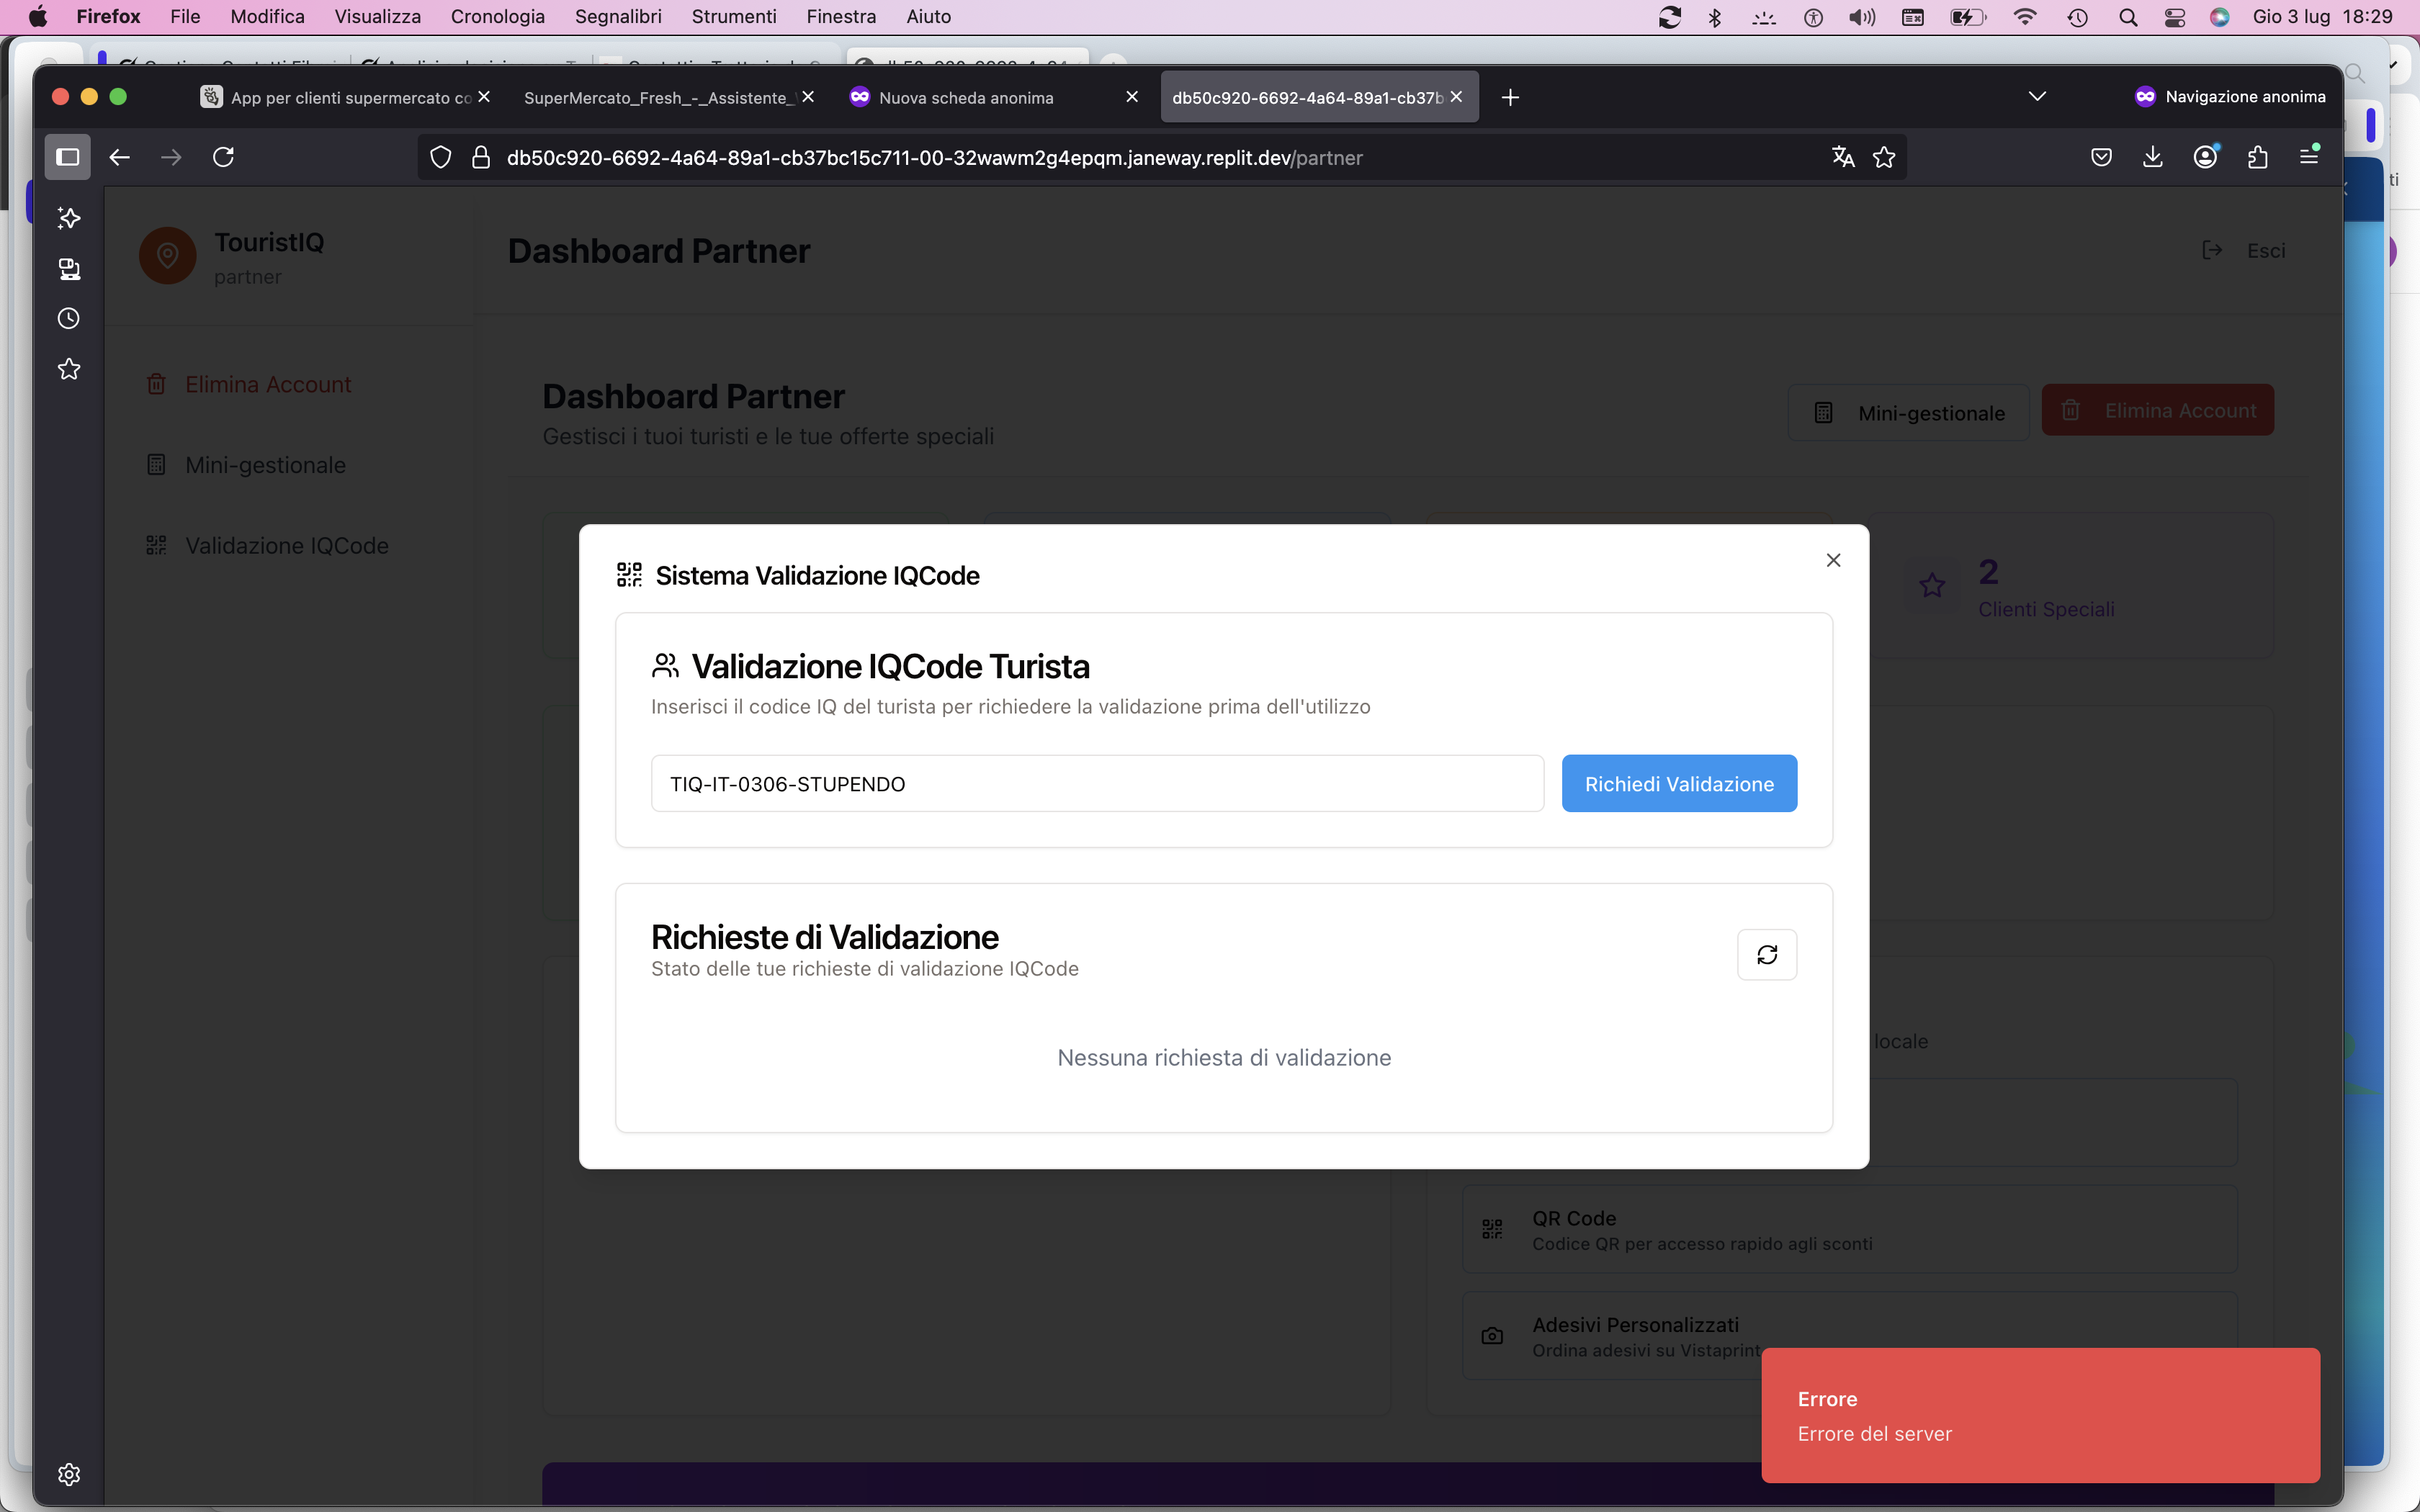 Firefox File Modifica Visualizza Cronologia Segnalibri Strumenti Finestra Aiuto Gio 3 lug 18:29
App per clienti supermercato co
SuperMercato_Fresh_-_Assistente_
Nuova scheda anonima
db50c920-6692-4a64-89a1-cb37b
Navigazione anonima
db50c920-6692-4a64-89a1-cb37bc15c711-00-32wawm2g4epqm.janeway.replit.dev/partner
TouristIQ
partner
Dashboard Partner
Esci
Elimina Account
Mini-gestionale
Validazione IQCode
Dashboard Partner
Gestisci i tuoi turisti e le tue offerte speciali
Mini-gestionale
Elimina Account
2
Clienti Speciali
Sistema Validazione IQCode
Validazione IQCode Turista
Inserisci il codice IQ del turista per richiedere la validazione prima dell'utilizzo
TIQ-IT-0306-STUPENDO
Richiedi Validazione
Richieste di Validazione
Stato delle tue richieste di validazione IQCode
Nessuna richiesta di validazione
locale
QR Code
Codice QR per accesso rapido agli sconti
Adesivi Personalizzati
Ordina adesivi su Vistaprint
Errore
Errore del server